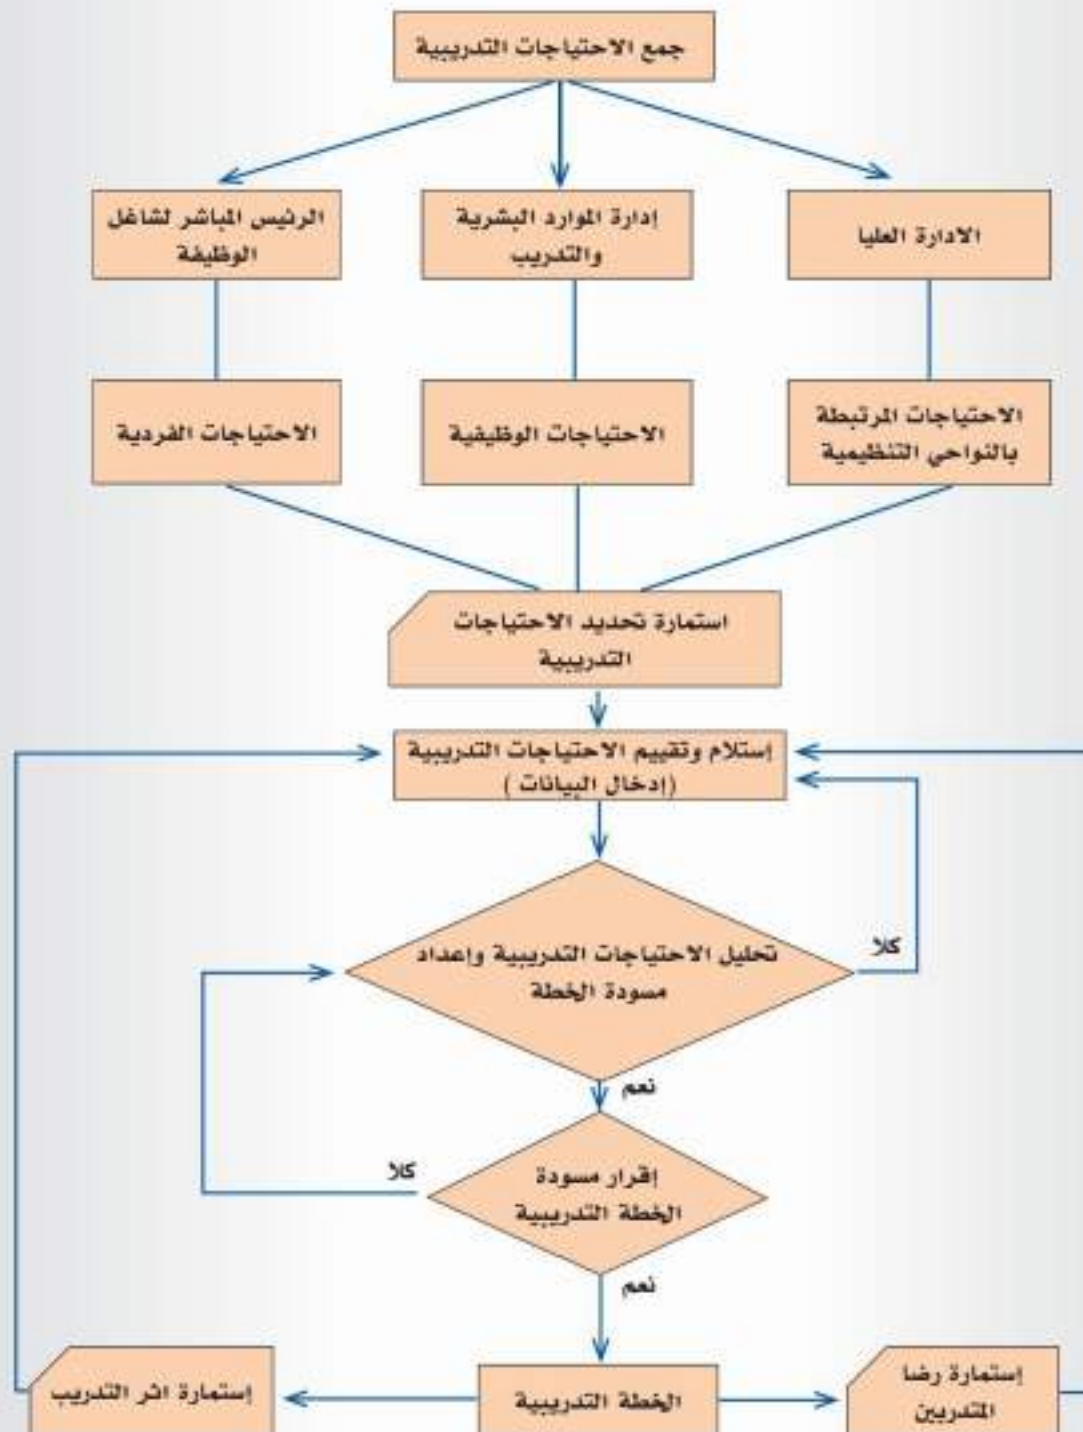 جمع الاحتياجات التدريبية
الادارة العليا
إدارة الموارد البشرية
والتدريب
الرئيس المباشر لشاغل
الوظيفة
الاحتياجات المرتبطة
بالنواحي التنظيمية
الاحتياجات الوظيفية
الاحتياجات الفردية
استمارة تحديد الاحتياجات
التدريبية
إستلام وتقييم الاحتياجات التدريبية
(إدخال البيانات )
تحليل الاحتياجات التدريبية وإعداد
مسودة الخطة
كلا
نعم
إقرار مسودة
الخطة التدريبية
كلا
نعم
إستمارة رضا
المتدربين
الخطة التدريبية
إستمارة اثر التدريب